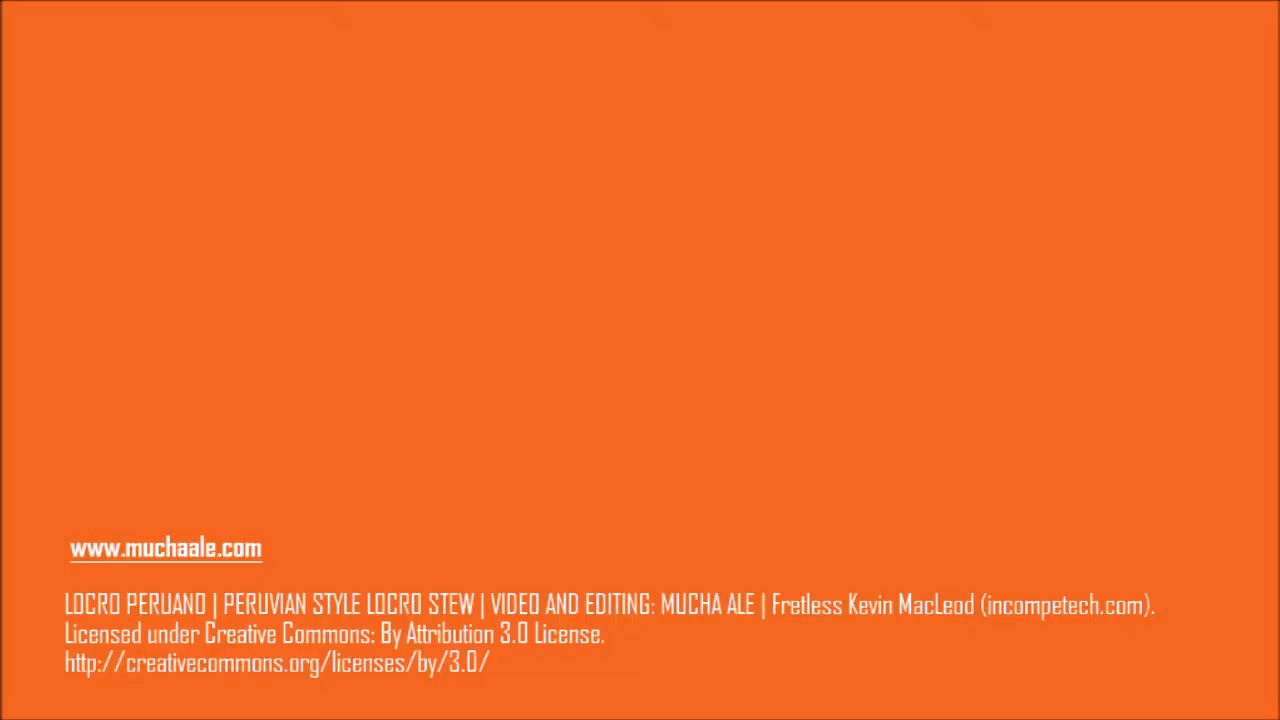 www.muchaale.com
LOCRO PERUANO | PERUVIAN STYLE LOCRO STEW | VIDEO AND EDITING: MUCHA ALE | Fretless Kevin MacLeod (incompetech.com).
Licensed under Creative Commons: By Attribution 3.0 License.
http://creativecommons.org/licenses/by/3.0/